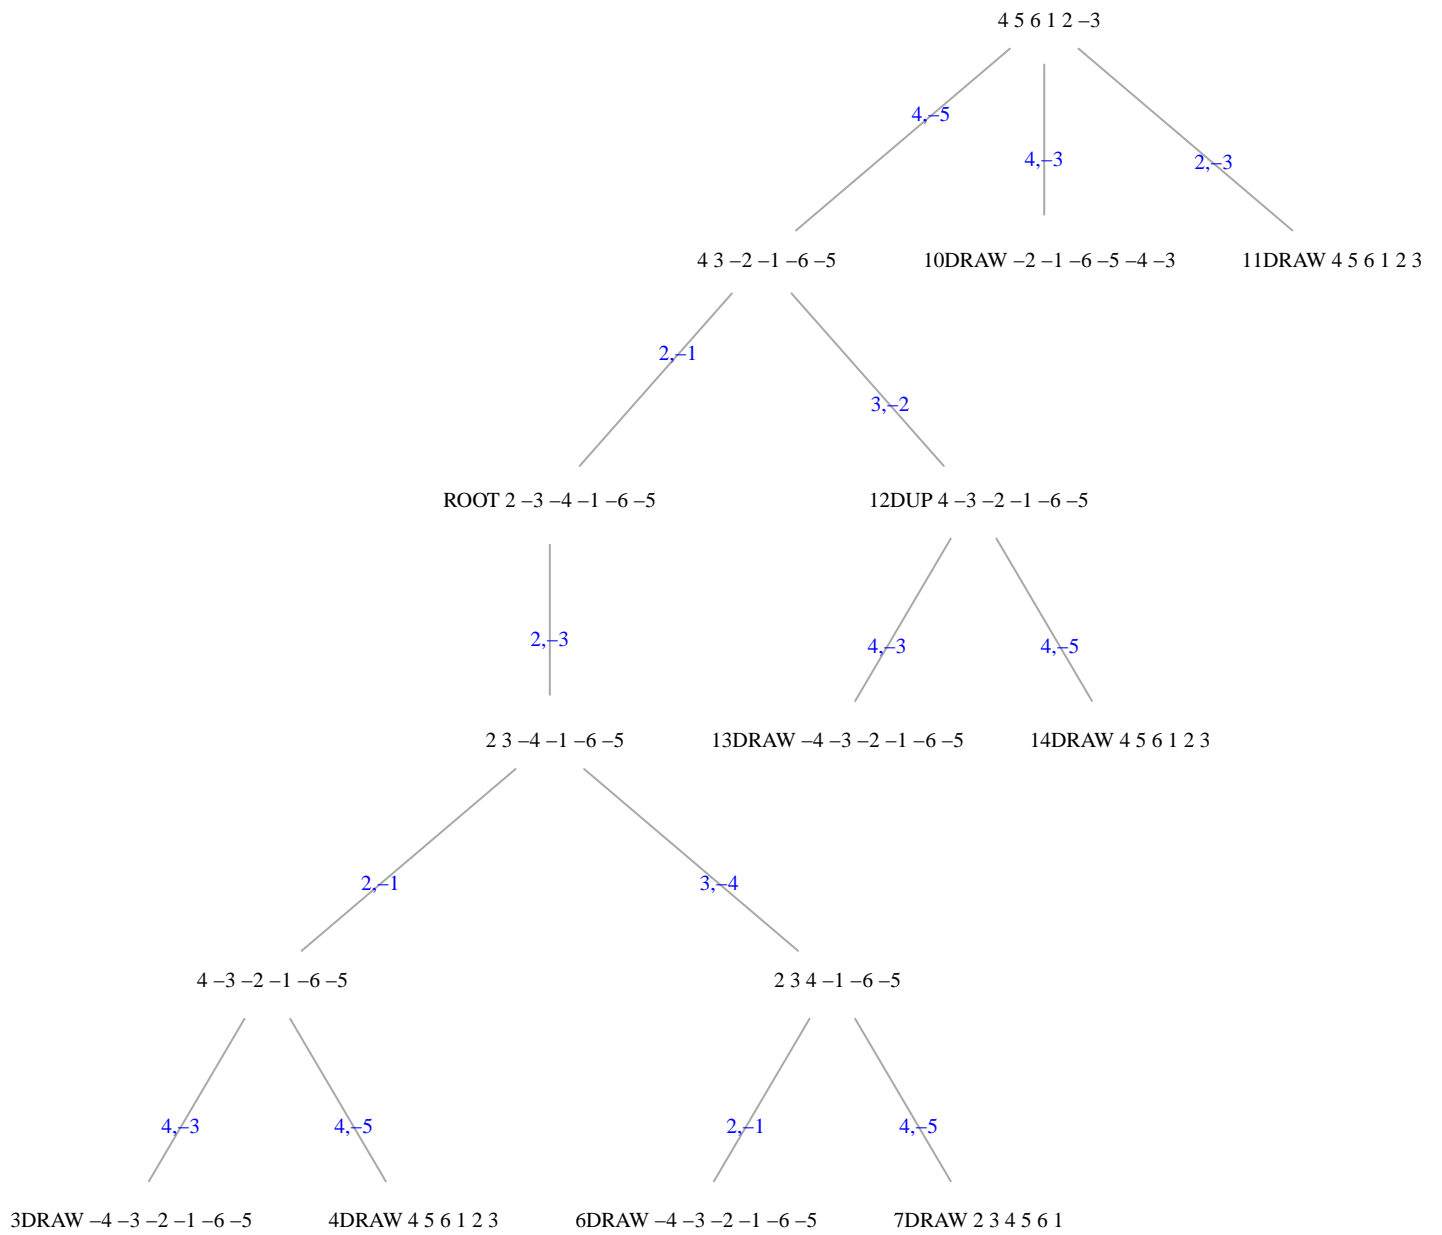 4 5 6 1 2 –3
4,–5
4,–3
2,–3
4 3 –2 –1 –6 –5
10DRAW –2 –1 –6 –5 –4 –3
11DRAW 4 5 6 1 2 3
2,–1
3,–2
ROOT 2 –3 –4 –1 –6 –5
12DUP 4 –3 –2 –1 –6 –5
2,–3
4,–3
4,–5
2 3 –4 –1 –6 –5
13DRAW –4 –3 –2 –1 –6 –5
14DRAW 4 5 6 1 2 3
2,–1
3,–4
4 –3 –2 –1 –6 –5
2 3 4 –1 –6 –5
4,–3
4,–5
2,–1
4,–5
3DRAW –4 –3 –2 –1 –6 –5
4DRAW 4 5 6 1 2 3
6DRAW –4 –3 –2 –1 –6 –5
7DRAW 2 3 4 5 6 1